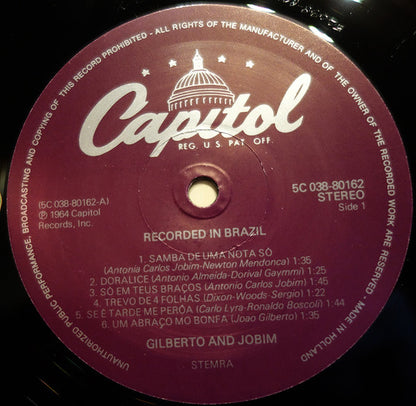 UNAUTHORIZED PUBLIC PERFORMANCE, BROADCASTING AND COPYING OF THIS RECORD PROHIBITED - ALL RIGHTS OF THE MANUFACTURER AND OF THE OWNER OF THE RECORDED WORK ARE RESERVED - MADE IN HOLLAND
Capitol
REG. U.S. PAT. OFF.
(5C 038-80162-A)
℗ 1964 Capitol
Records, Inc.
5C 038-80162
STEREO
Side 1
RECORDED IN BRAZIL
1. SAMBA DE UMA NOTA SÓ
(Antonia Carlos Jobim-Newton Mendonca) 1:35
2. DORALICE (Antonio Almeida-Dorival Gaymmi) 1:25
3. SÓ EM TEUS BRAÇOS (Antonio Carlos Jobim) 1:45
4. TREVO DE 4 FOLHAS (Dixon-Woods-Sergio) 1:22
5. SE É TARDE ME PERÔA (Carlo Lyra-Ronaldo Boscoli) 1:44
6. UM ABRAÇO MO BONFA (Joao Gilberto) 1:35
GILBERTO AND JOBIM
STEMRA